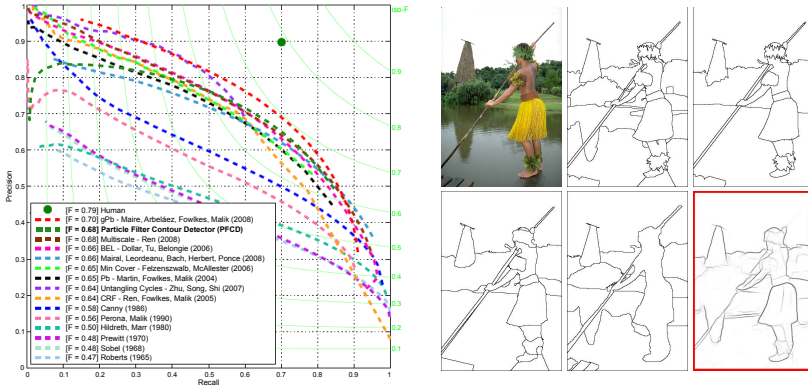 iso-F
1
0.9
0.8
0.7
0.6
0.5
0.4
0.3
0.2
0.1
0
Precision
0.9
0.8
0.7
0.6
0.5
0.4
0.3
0.2
0.1
[F = 0.79] Human
[F = 0.70] gPb - Maire, Arbeláez, Fowlkes, Malik (2008)
[F = 0.68] Particle Filter Contour Detector (PFCD)
[F = 0.68] Multiscale - Ren (2008)
[F = 0.66] BEL - Dollar, Tu, Belongie (2006)
[F = 0.66] Mairal, Leordeanu, Bach, Herbert, Ponce (2008)
[F = 0.65] Min Cover - Felzenszwalb, McAllester (2006)
[F = 0.65] Pb - Martin, Fowlkes, Malik (2004)
[F = 0.64] Untangling Cycles - Zhu, Song, Shi (2007)
[F = 0.64] CRF - Ren, Fowlkes, Malik (2005)
[F = 0.58] Canny (1986)
[F = 0.56] Perona, Malik (1990)
[F = 0.50] Hildreth, Marr (1980)
[F = 0.48] Prewitt (1970)
[F = 0.48] Sobel (1968)
[F = 0.47] Roberts (1965)
0 0.1 0.2 0.3 0.4 0.5 0.6 0.7 0.8 0.9 1
Recall